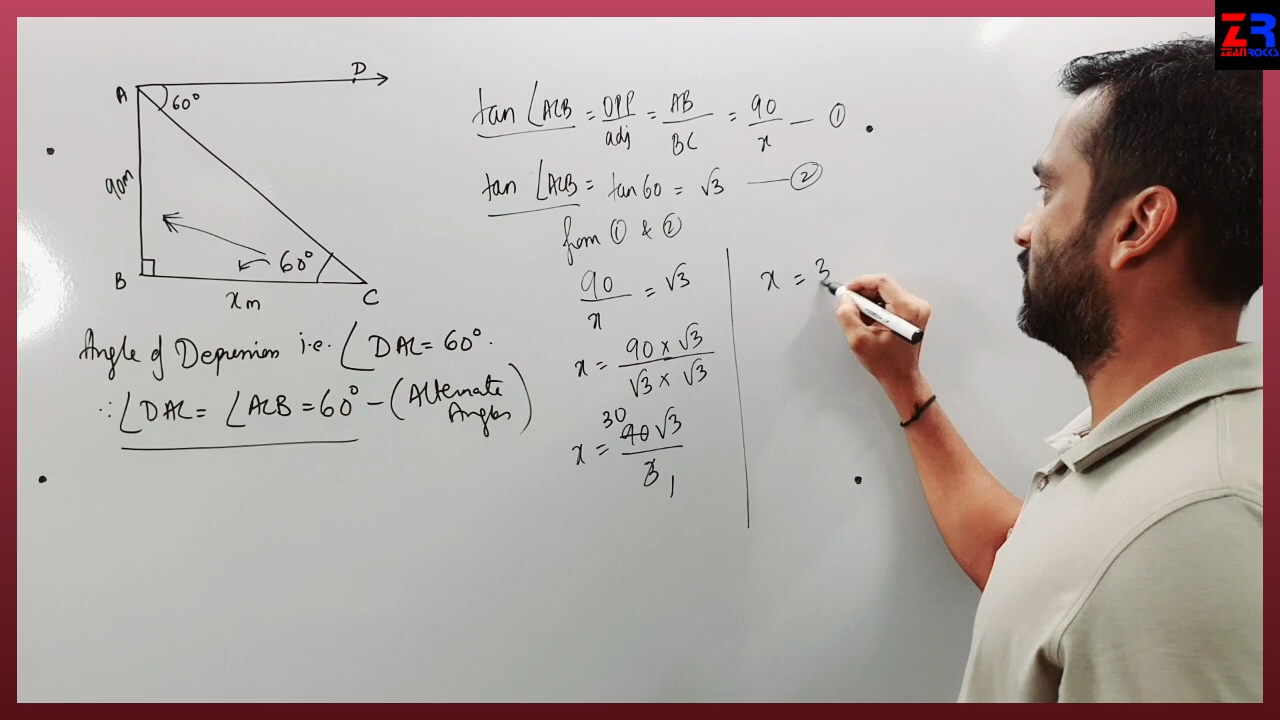 ZR
ZEAN ROCKS
D
A
60°
90m
B
60°
C
x m
Angle of Depression i.e. ∠DAC = 60°.
∵ ∠DAC = ∠ACB = 60° – (Alternate Angles)
tan ∠ACB = OPP/adj = AB/BC = 90/x — ①
tan ∠ACB = tan 60 = √3 — ②
from ① & ②
90/x = √3
x = 90 × √3 / √3 × √3
x = 90√3 / 3
30
1
x = 3